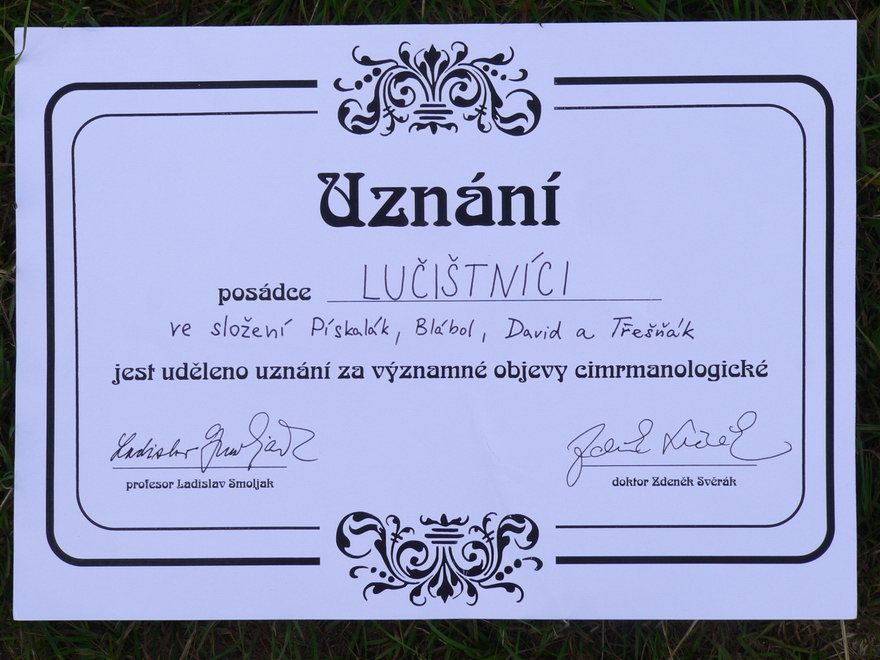 Uznání
posádce LUČIŠTNÍCI
ve složení Pískalák, Blábol, David a Třešňák
jest uděleno uznání za významné objevy cimrmanologické
Ladislav Smoljak Zdeněk Svěrák
profesor Ladislav Smoljak doktor Zdeněk Svěrák